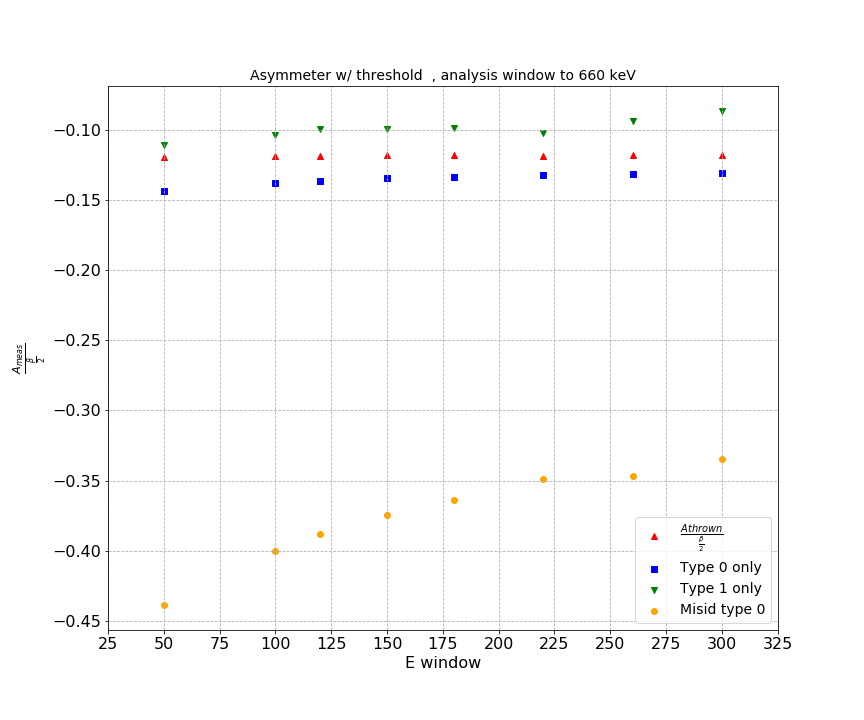 Asymmeter w/ threshold  , analysis window to 660 keV
−0.10
−0.15
−0.20
−0.25
−0.30
−0.35
−0.40
−0.45
A_meas
β
2
Athrown
β
2
Type 0 only
Type 1 only
Misid type 0
25 50 75 100 125 150 175 200 225 250 275 300 325
E window